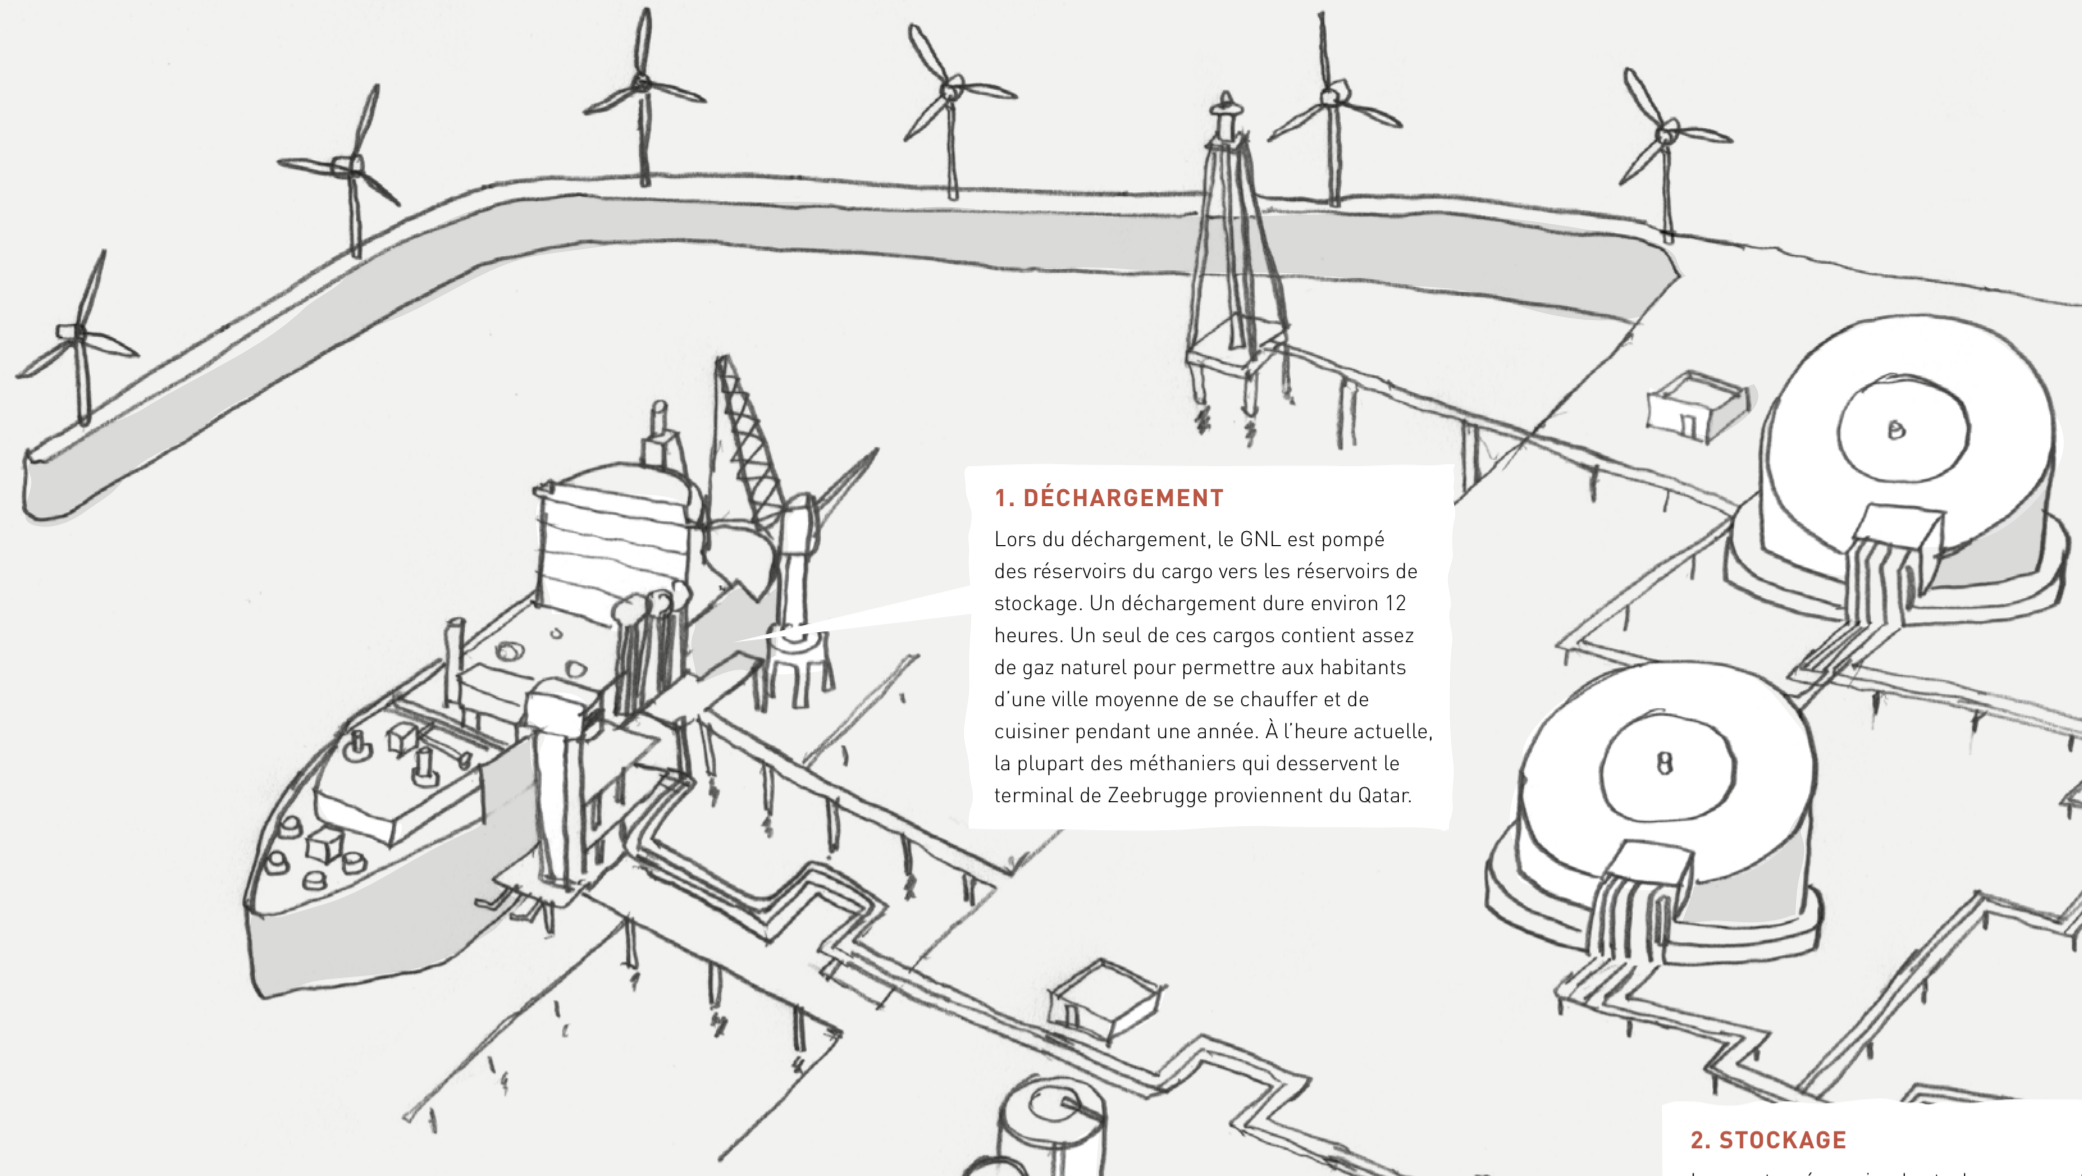 1. DÉCHARGEMENT
Lors du déchargement, le GNL est pompé
des réservoirs du cargo vers les réservoirs de
stockage. Un déchargement dure environ 12
heures. Un seul de ces cargos contient assez
de gaz naturel pour permettre aux habitants
d’une ville moyenne de se chauffer et de
cuisiner pendant une année. À l’heure actuelle,
la plupart des méthaniers qui desservent le
terminal de Zeebrugge proviennent du Qatar.
2. STOCKAGE